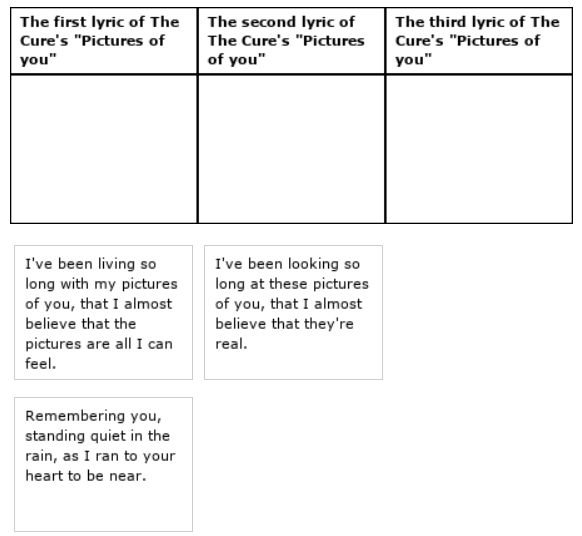 The first lyric of The
Cure's "Pictures of
you"
The second lyric of
The Cure's "Pictures
of you"
The third lyric of The
Cure's "Pictures of
you"
I've been living so
long with my pictures
of you, that I almost
believe that the
pictures are all I can
feel.
I've been looking so
long at these pictures
of you, that I almost
believe that they're
real.
Remembering you,
standing quiet in the
rain, as I ran to your
heart to be near.